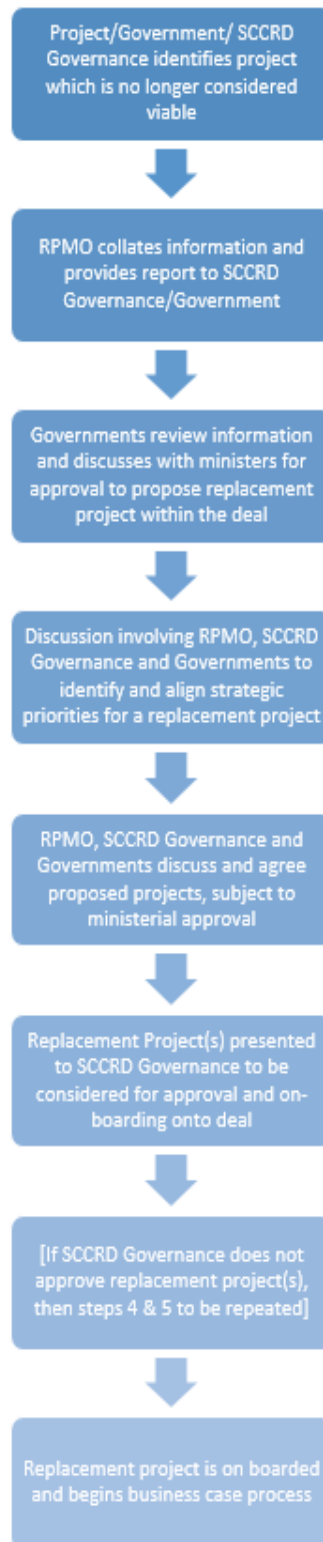 Project/Government/ SCCRD
Governance identifies project
which is no longer considered
viable
RPMO collates information and
provides report to SCCRD
Governance/Government
Governments review information
and discusses with ministers for
approval to propose replacement
project within the deal
Discussion involving RPMO, SCCRD
Governance and Governments to
identify and align strategic
priorities for a replacement project
RPMO, SCCRD Governance and
Governments discuss and agree
proposed projects, subject to
ministerial approval
Replacement Project(s) presented
to SCCRD Governance to be
considered for approval and on-
boarding onto deal
[If SCCRD Governance does not
approve replacement project(s),
then steps 4 & 5 to be repeated]
Replacement project is on boarded
and begins business case process